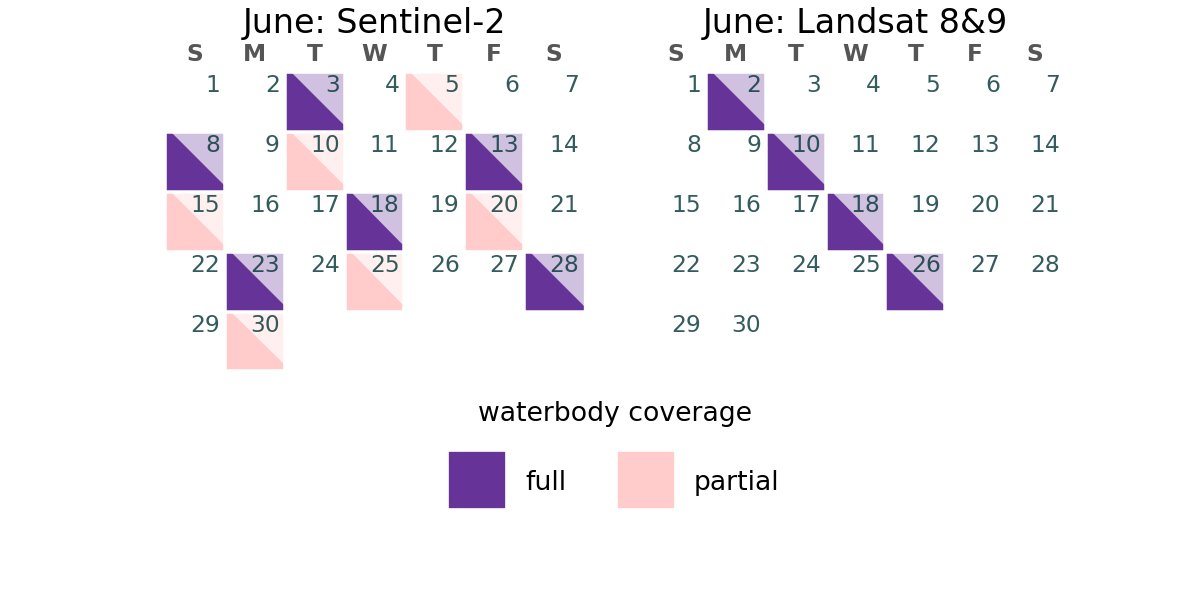 June: Sentinel-2
S M T W T F S
1 2 3 4 5 6 7
8 9 10 11 12 13 14
15 16 17 18 19 20 21
22 23 24 25 26 27 28
29 30
June: Landsat 8&9
S M T W T F S
1 2 3 4 5 6 7
8 9 10 11 12 13 14
15 16 17 18 19 20 21
22 23 24 25 26 27 28
29 30
waterbody coverage
full
partial